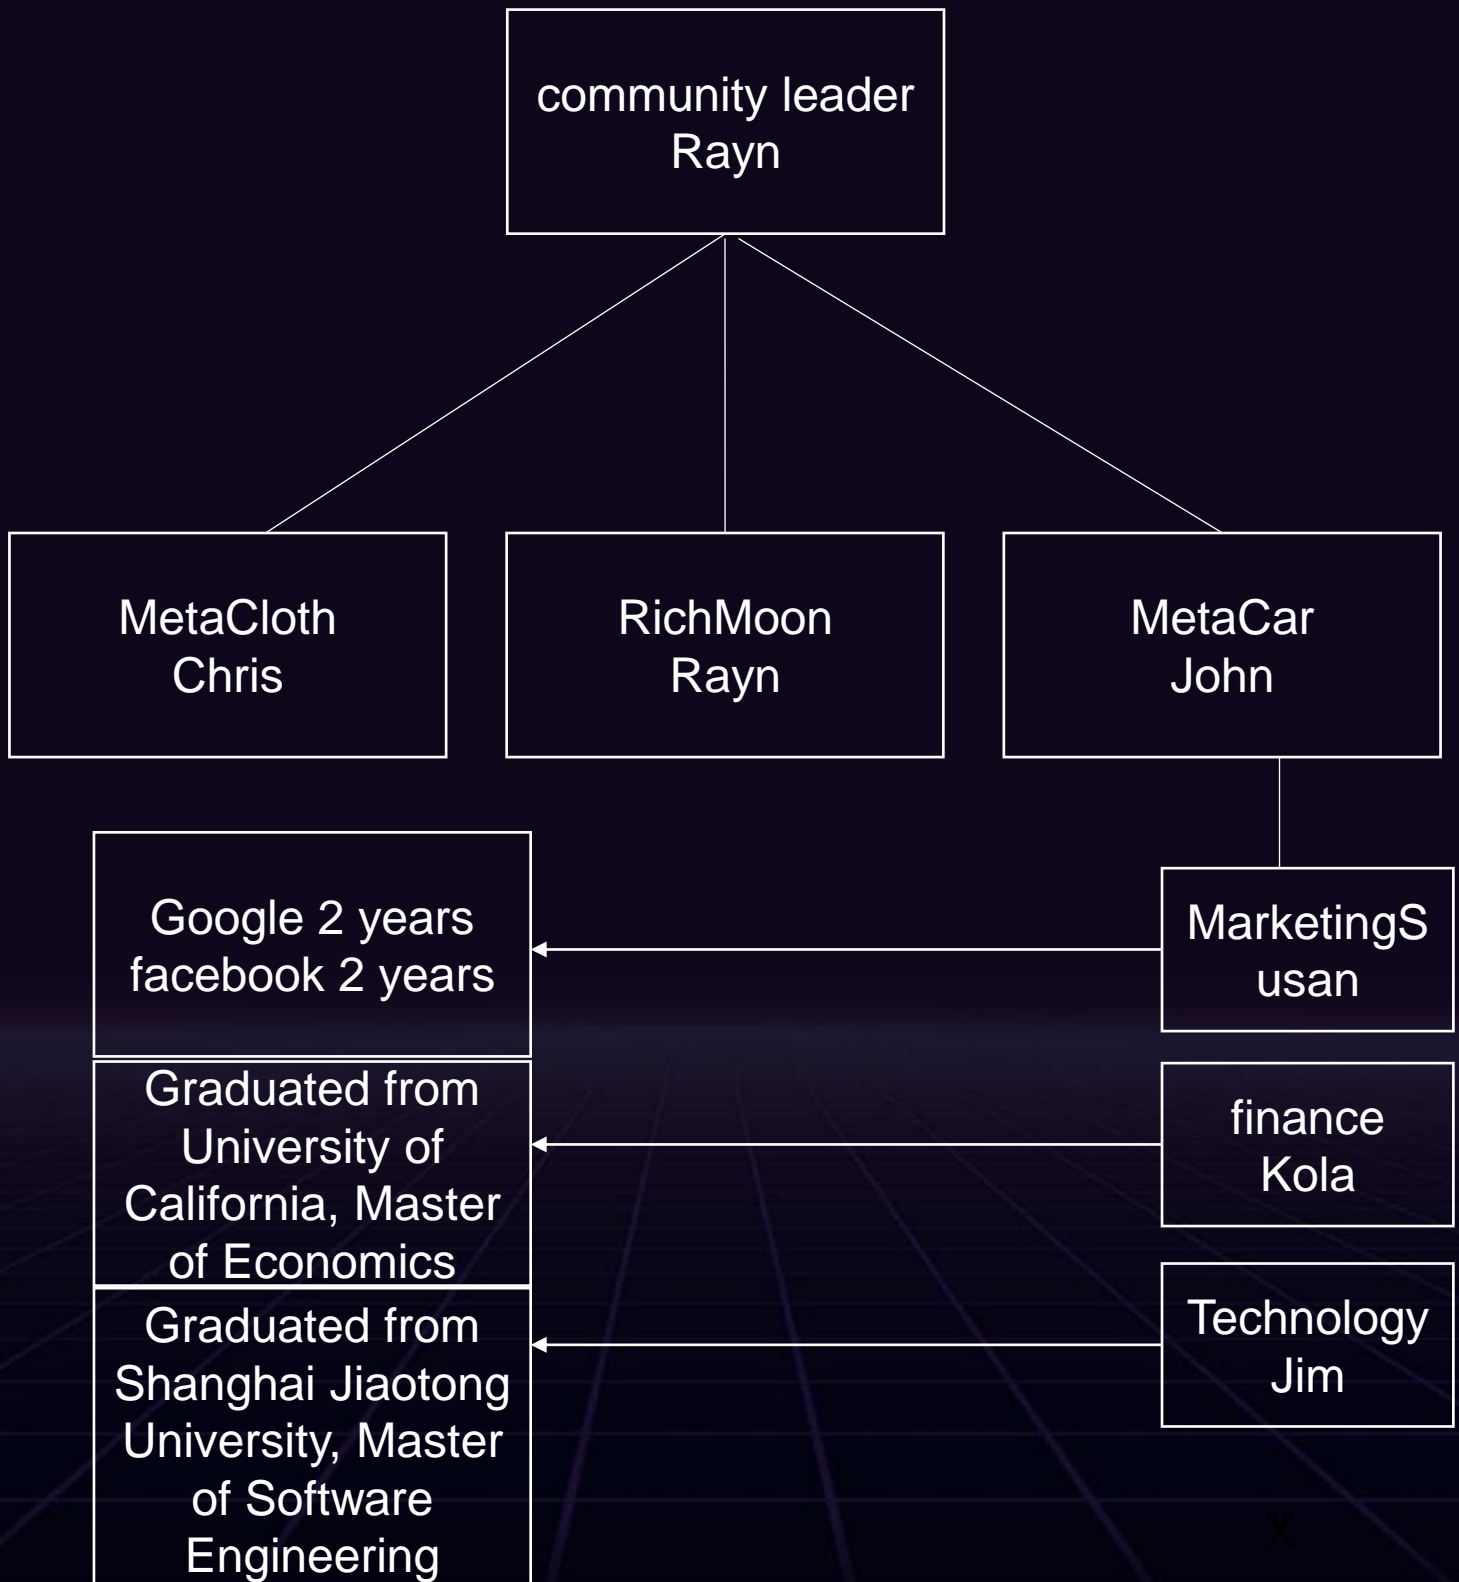 community leader
Rayn
MetaCloth
Chris
RichMoon
Rayn
MetaCar
John
Google 2 years
facebook 2 years
MarketingS
usan
Graduated from
University of
California, Master
of Economics
finance
Kola
Graduated from
Shanghai Jiaotong
University, Master
of Software
Engineering
Technology
Jim
X